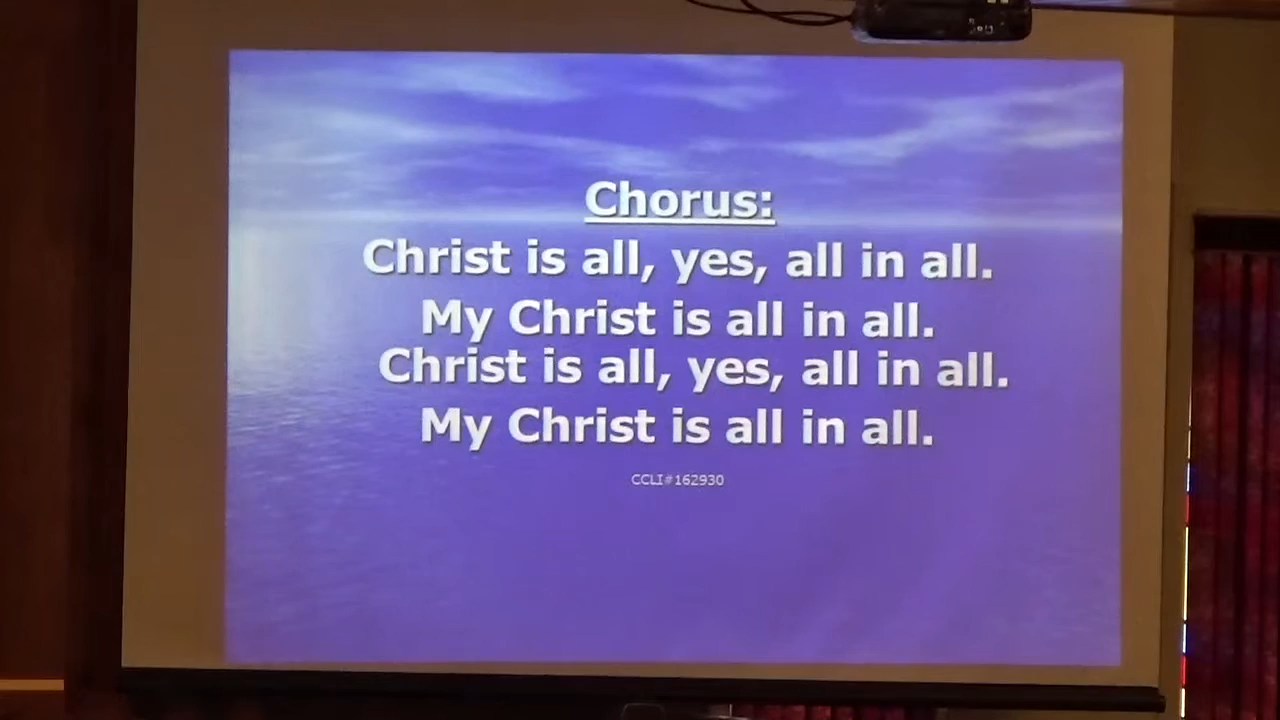 Chorus:
Christ is all, yes, all in all.
My Christ is all in all.
Christ is all, yes, all in all.
My Christ is all in all.
CCLI#162930